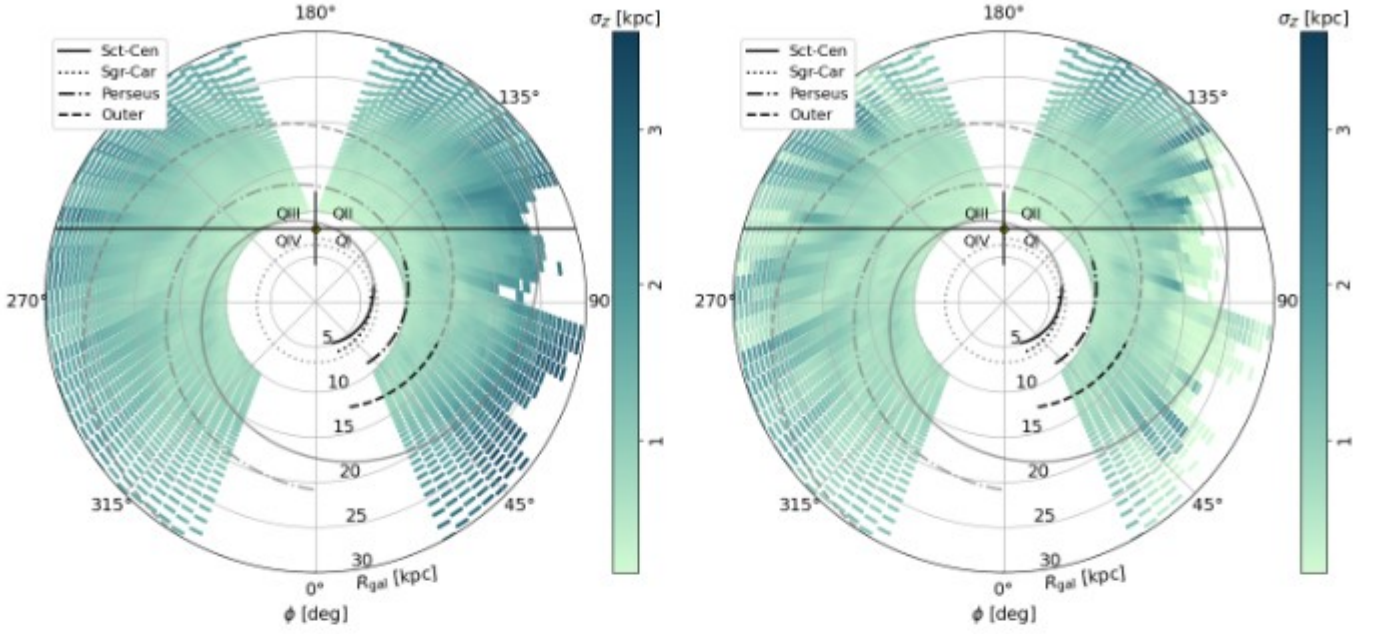 180°
σz [kpc]
Sct-Cen
Sgr-Car
Perseus
Outer
135°
3
QIII QII
QIV QI
2
270°
90
5
10
15
1
20
315°
45°
25
30
Rgal [kpc]
0°
ϕ [deg]
180°
σz [kpc]
Sct-Cen
Sgr-Car
Perseus
Outer
135°
3
QIII QII
QIV QI
2
270°
90
5
10
15
1
20
315°
45°
25
30
Rgal [kpc]
0°
ϕ [deg]